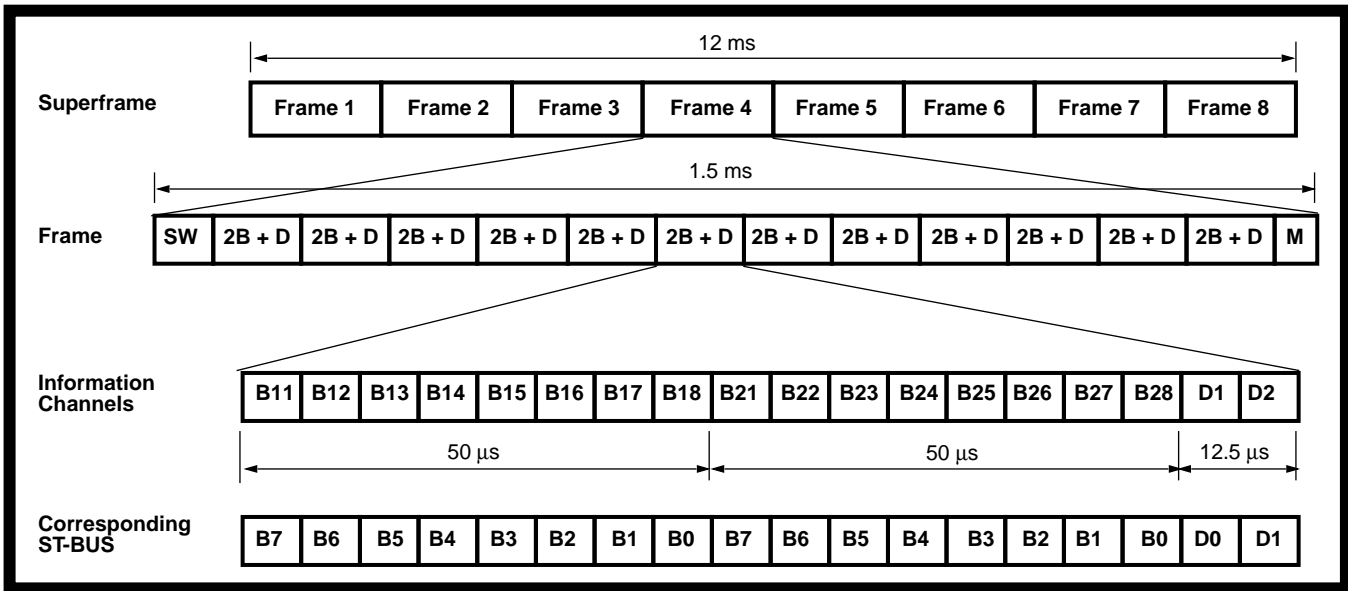 12 ms
Superframe
Frame 1 Frame 2 Frame 3 Frame 4 Frame 5 Frame 6 Frame 7 Frame 8
1.5 ms
Frame
SW 2B + D 2B + D 2B + D 2B + D 2B + D 2B + D 2B + D 2B + D 2B + D 2B + D 2B + D 2B + D M
Information
Channels
B11 B12 B13 B14 B15 B16 B17 B18 B21 B22 B23 B24 B25 B26 B27 B28 D1 D2
50 µs 50 µs 12.5 µs
Corresponding
ST-BUS
B7 B6 B5 B4 B3 B2 B1 B0 B7 B6 B5 B4 B3 B2 B1 B0 D0 D1